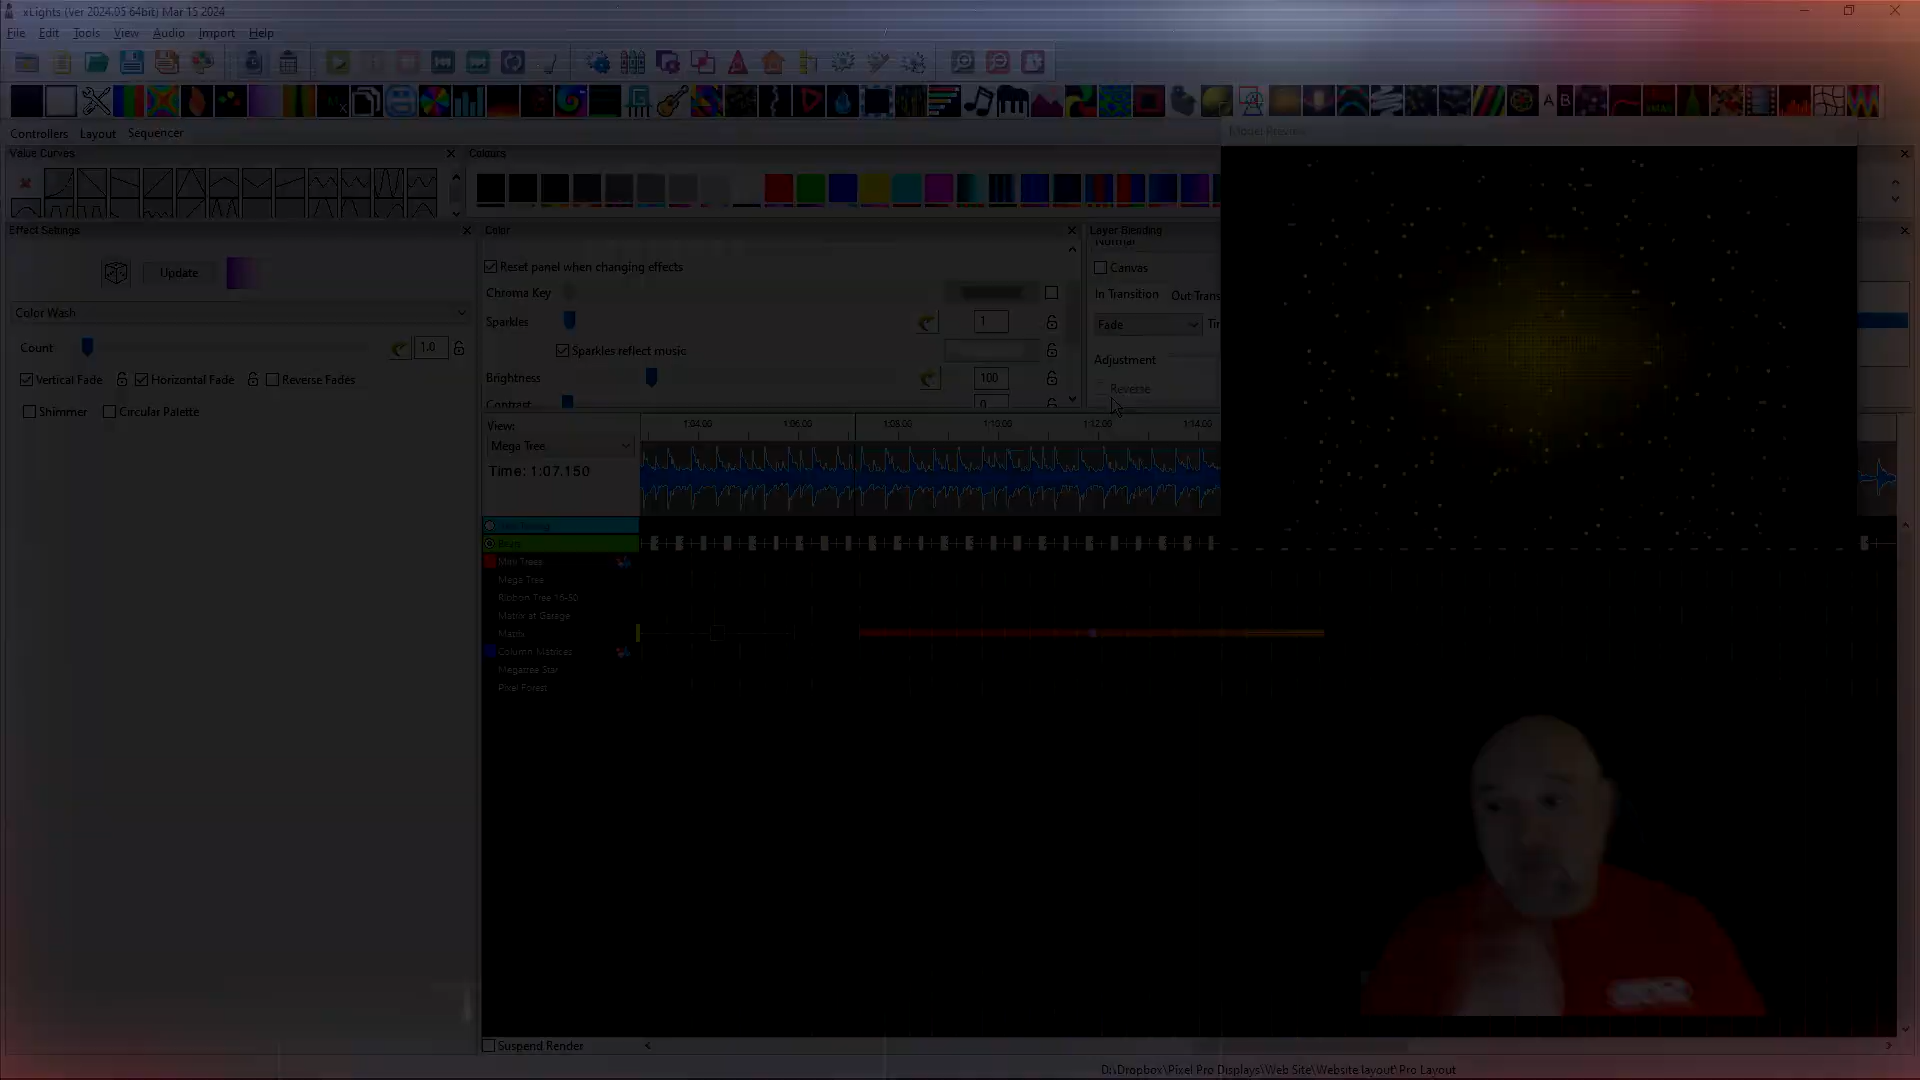 xLights (Ver 2024.05 64bit) Mar 15 2024
File Edit Tools View Audio Import Help
Controllers Layout Sequencer
Model Preview
Value Curves
Colours
Effect Settings
Color
Layer Blending
Normal
Update
Reset panel when changing effects
Canvas
Chroma Key
In Transition Out Trans
Color Wash
Sparkles 1
Fade
Count 1.0
Sparkles reflect music
Adjustment
Vertical Fade Horizontal Fade Reverse Fades
Brightness 100
Reverse
Contrast 0
Shimmer Circular Palette
View:
1:04.00 1:06.00 1:08.00 1:10.00 1:12.00 1:14.00
Mega Tree
Time: 1:07.150
Mini Trees
Mega Tree
Ribbon Tree 16-50
Matrix at Garage
Matrix
Column Matrices
Megatree Star
Pixel Forest
Suspend Render
D:\Dropbox\Pixel Pro Displays\Web Site\Website layout\Pro Layout